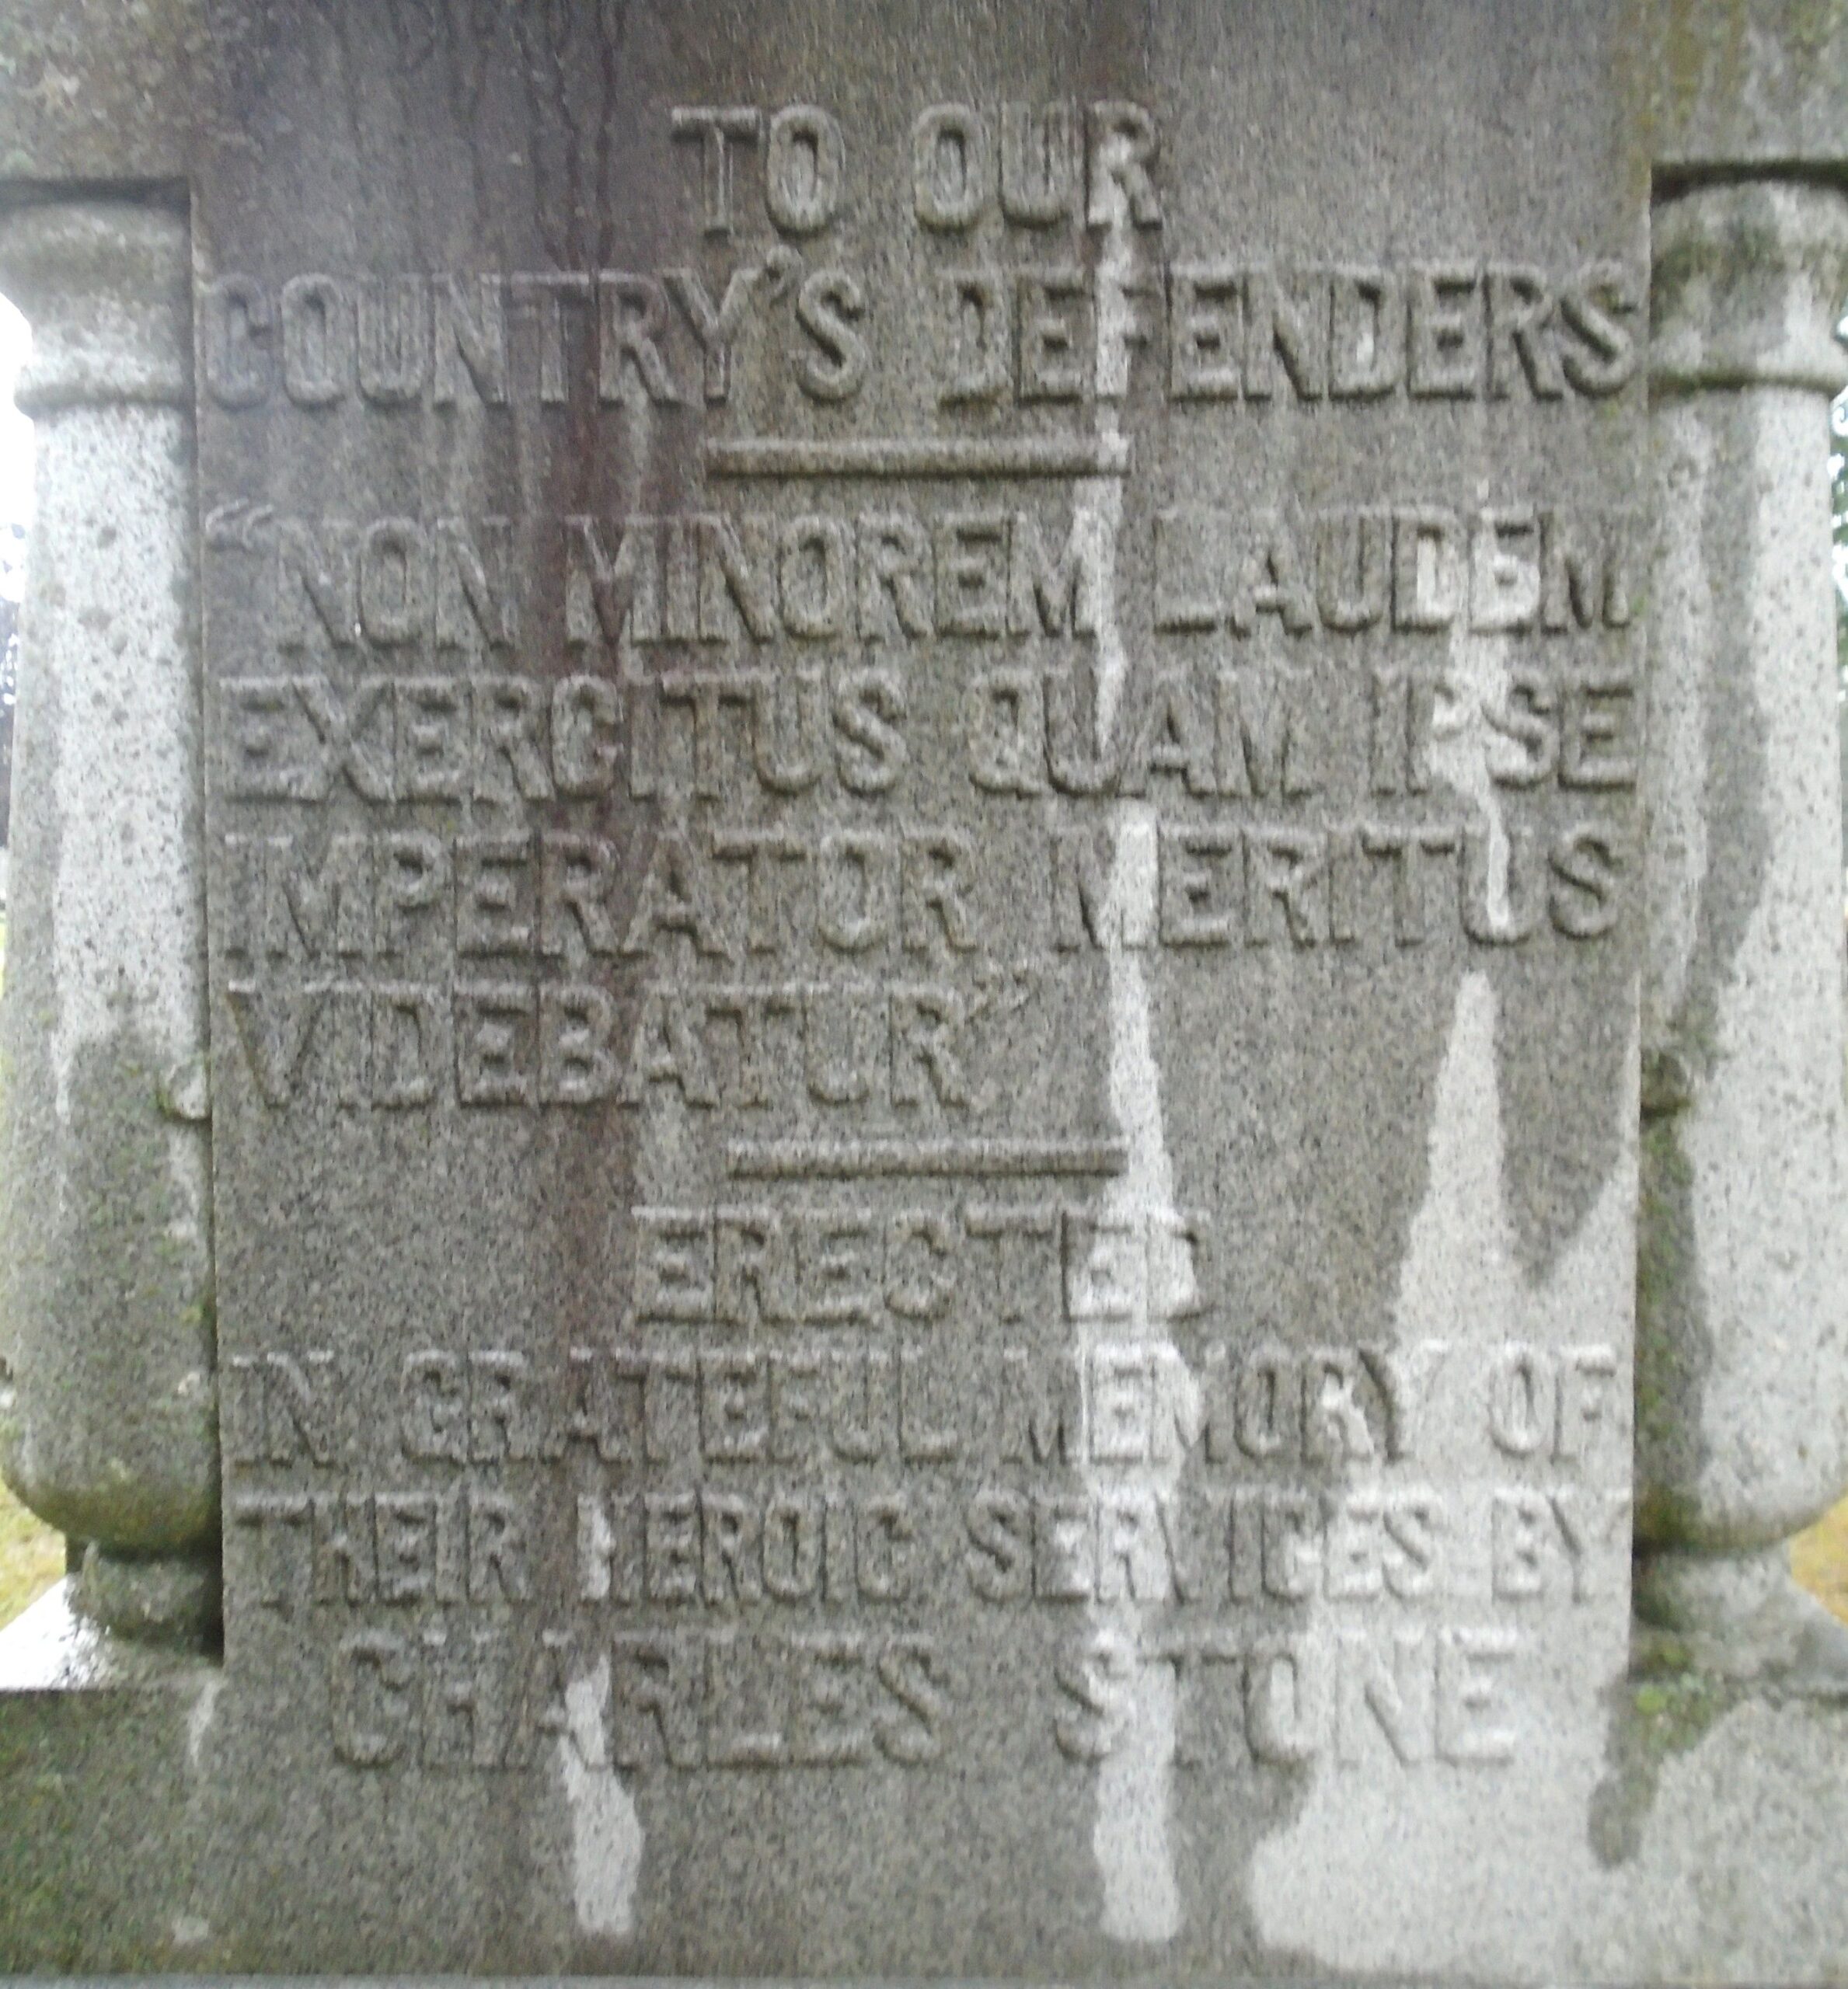 TO OUR
COUNTRY'S DEFENDERS
"NON MINOREM LAUDEM
EXERCITUS QUAM IPSE
IMPERATOR MERITUS
VIDEBATUR"
ERECTED
IN GRATEFUL MEMORY OF
THEIR HEROIC SERVICES BY
CHARLES STONE